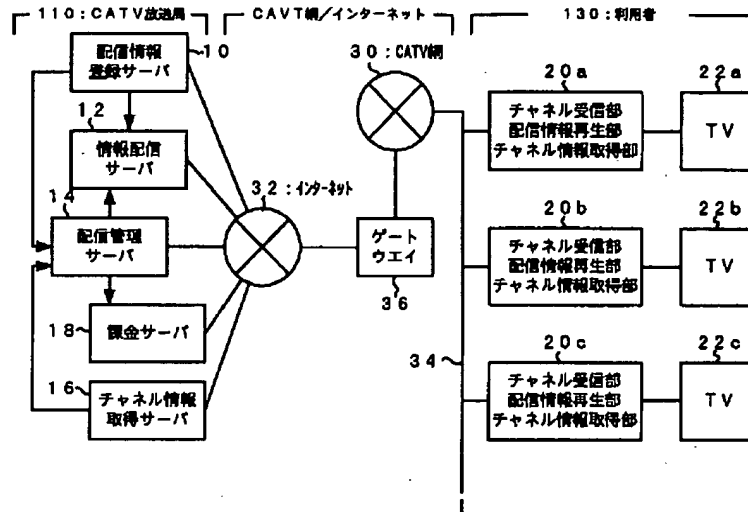 110：CATV放送局
CAVT網／インターネット
130：利用者
配信情報
登録サーバ
10
30：CATV網
20a
22a
チャネル受信部
配信情報再生部
チャネル情報取得部
TV
12
情報配信
サーバ
14
32：インターネット
配信管理
サーバ
ゲート
ウエイ
36
20b
22b
チャネル受信部
配信情報再生部
チャネル情報取得部
TV
18
課金サーバ
34
20c
22c
チャネル受信部
配信情報再生部
チャネル情報取得部
TV
16
チャネル情報
取得サーバ